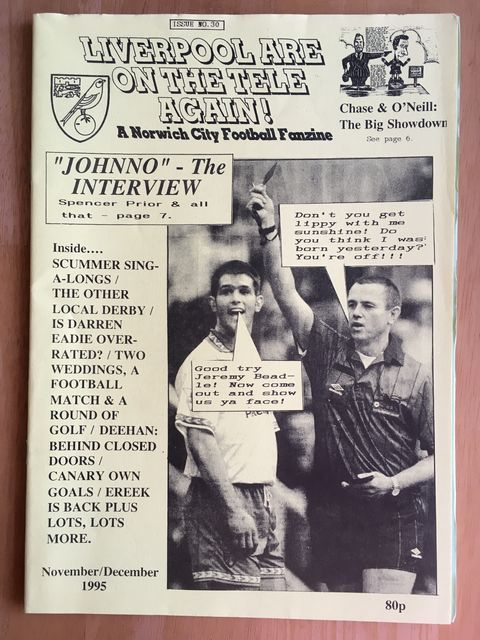 ISSUE NO.30
LIVERPOOL ARE
ON THE TELE
AGAIN!
A Norwich City Football Fanzine
Chase & O'Neill:
The Big Showdown
See page 6.
"JOHNNO" - The
INTERVIEW
Spencer Prior & all
that - page 7.
Inside....
SCUMMER SING-
A-LONGS /
THE OTHER
LOCAL DERBY /
IS DARREN
EADIE OVER-
RATED? / TWO
WEDDINGS, A
FOOTBALL
MATCH & A
ROUND OF
GOLF / DEEHAN:
BEHIND CLOSED
DOORS /
CANARY OWN
GOALS / EREEK
IS BACK PLUS
LOTS, LOTS
MORE.
Don't you get
lippy with me
sunshine! Do
you think I was
born yesterday?
You're off!!!
Good try
Jeremy Bead-
le! Now come
out and show
us ya face!
November/December
1995
80p